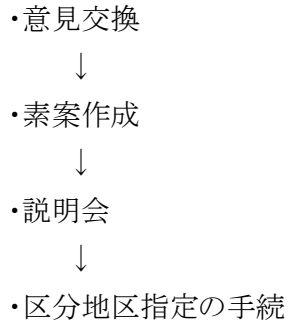 ・意見交換
↓
・素案作成
↓
・説明会
↓
・区分地区指定の手続